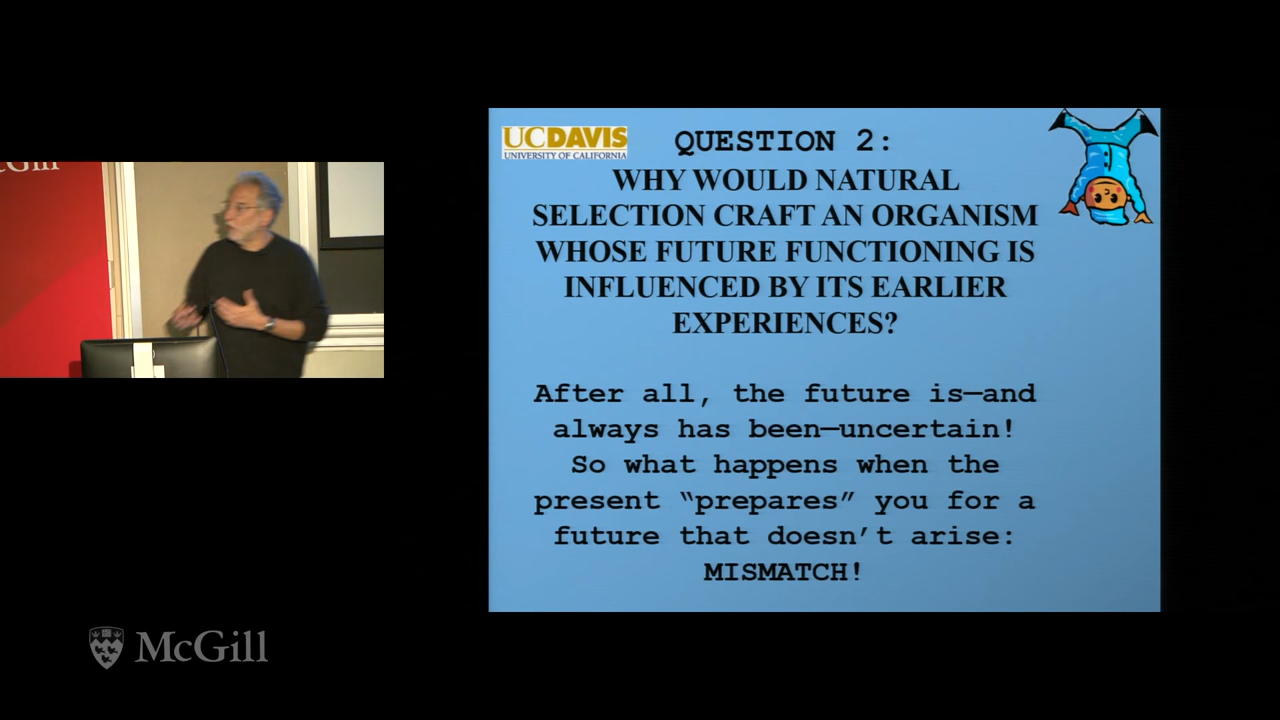 cGill
UCDAVIS
UNIVERSITY OF CALIFORNIA
QUESTION 2:
WHY WOULD NATURAL
SELECTION CRAFT AN ORGANISM
WHOSE FUTURE FUNCTIONING IS
INFLUENCED BY ITS EARLIER
EXPERIENCES?
After all, the future is—and
always has been—uncertain!
So what happens when the
present “prepares” you for a
future that doesn’t arise:
MISMATCH!
McGill